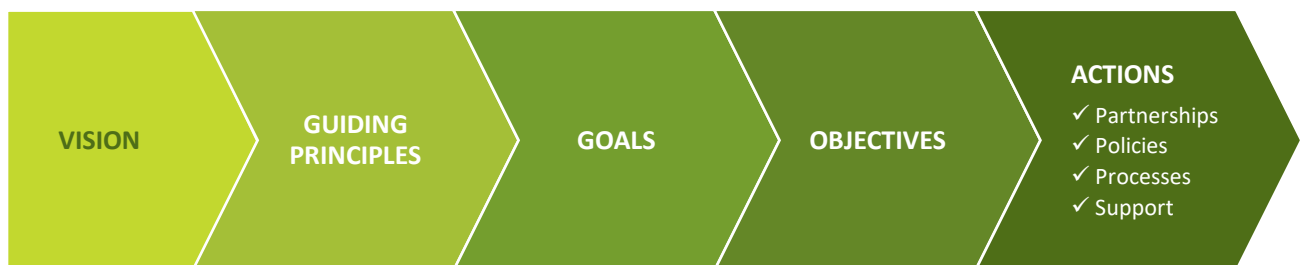 VISION
GUIDING
PRINCIPLES
GOALS
OBJECTIVES
ACTIONS
✓ Partnerships
✓ Policies
✓ Processes
✓ Support